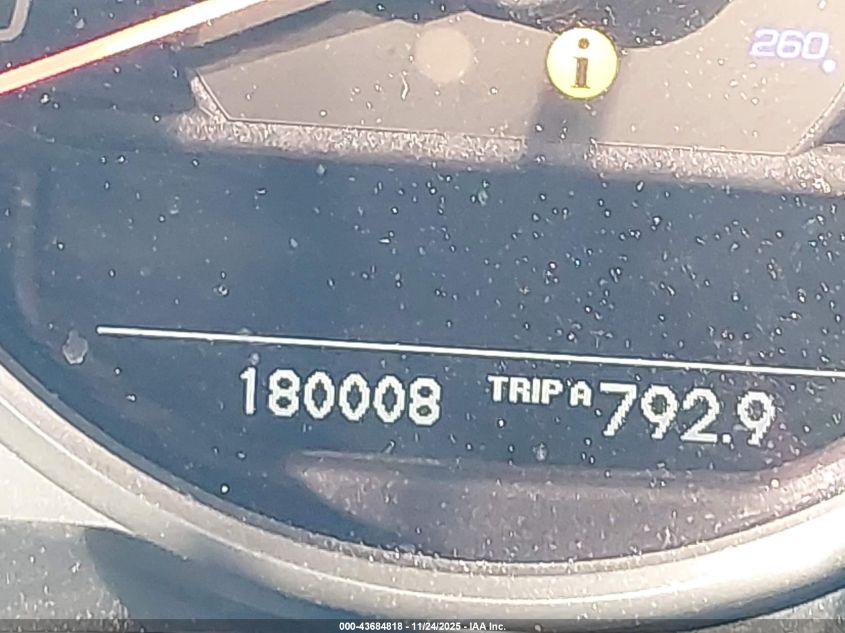 i
260
180008 TRIP A 792.9
000-43684818 - 11/24/2025 - IAA Inc.